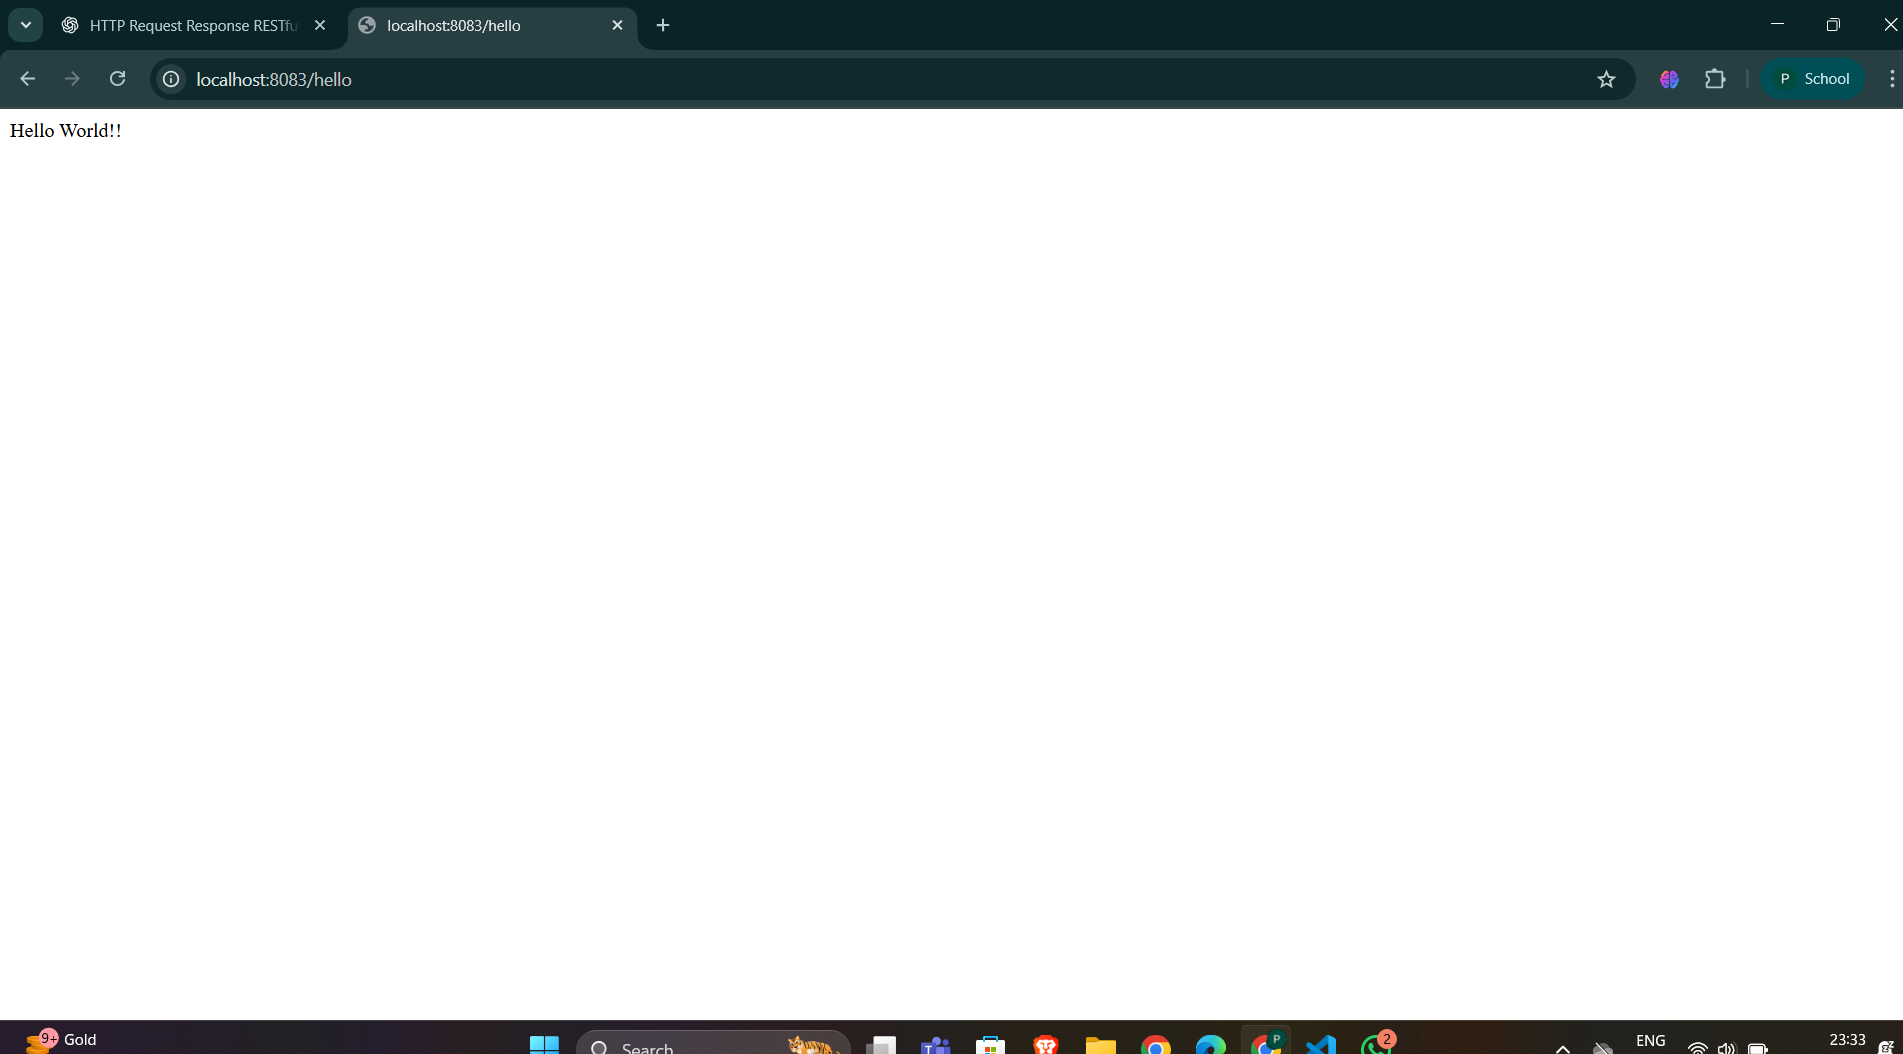 HTTP Request Response RESTfu
localhost:8083/hello
localhost:8083/hello
P School
Hello World!!
9+ Gold
Search
T
P
2
ENG
23:33